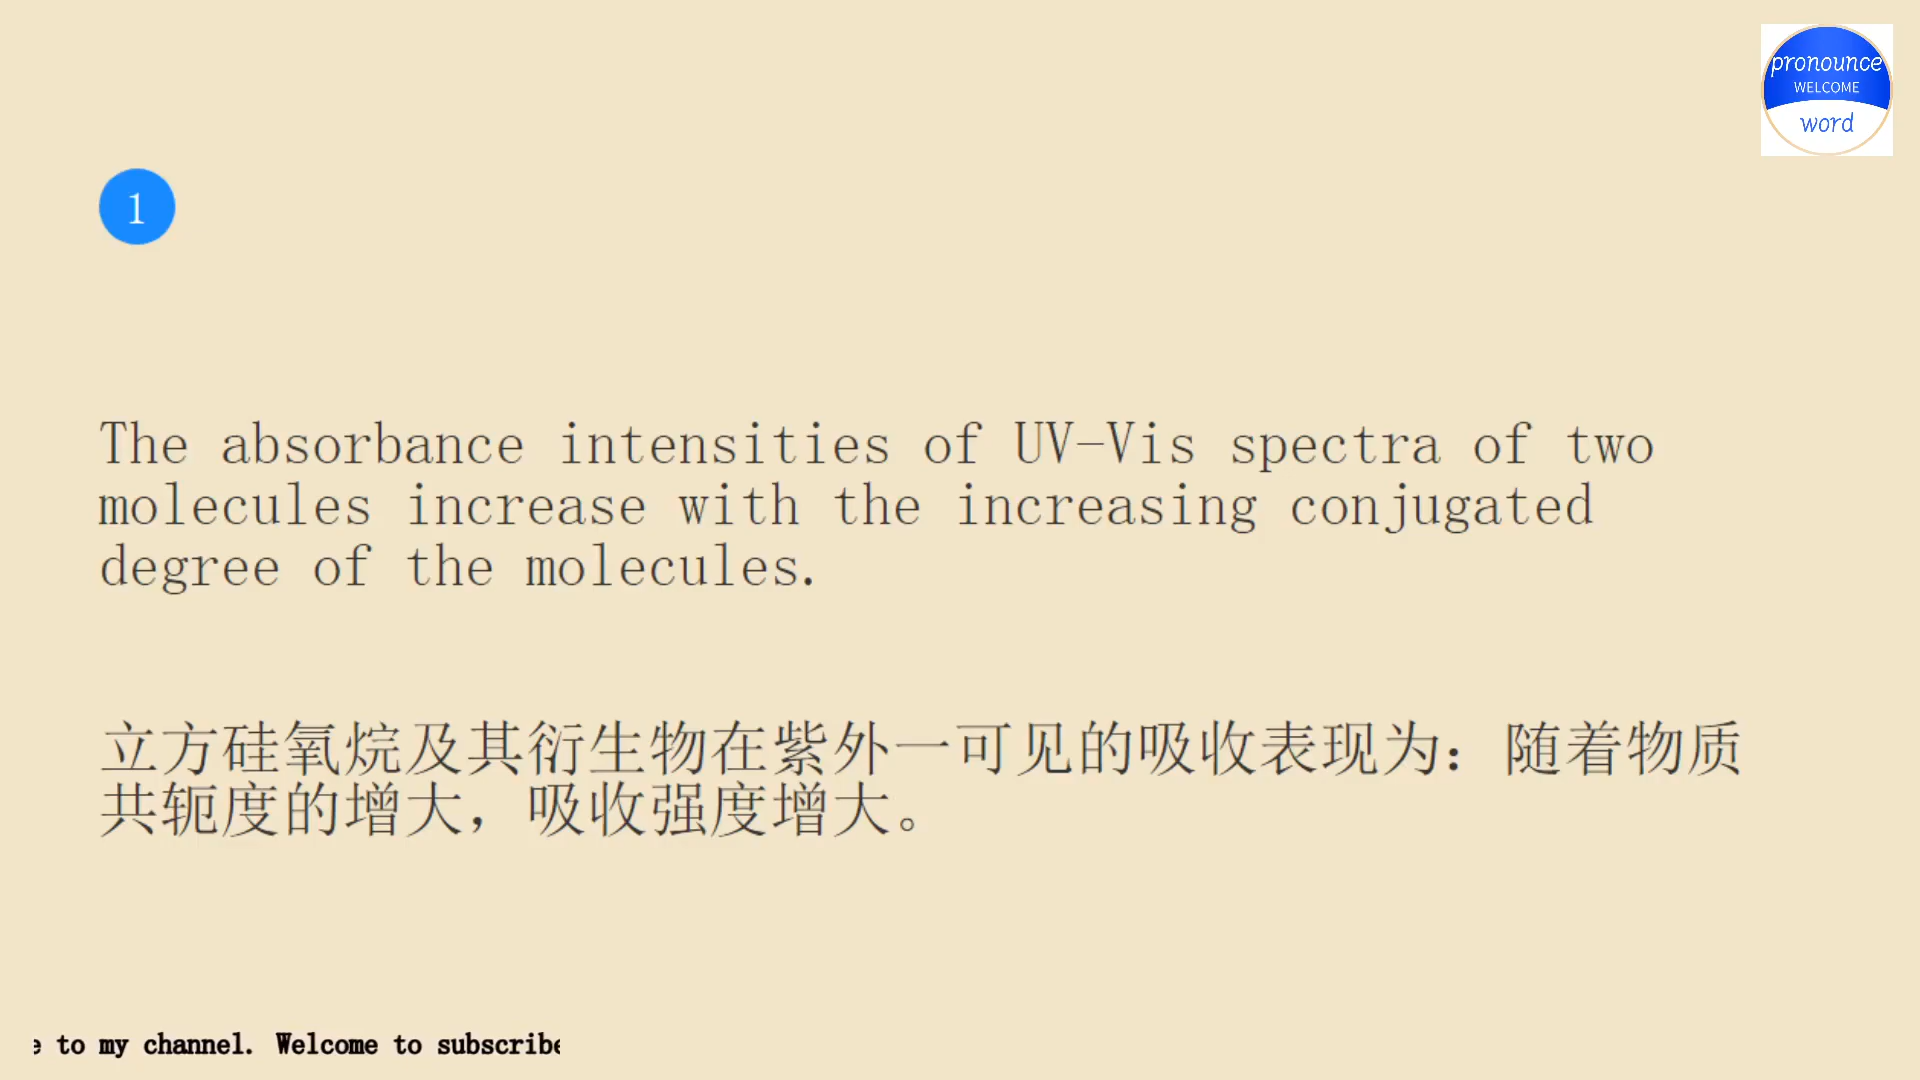 pronounce
WELCOME
word
1
The absorbance intensities of UV-Vis spectra of two
molecules increase with the increasing conjugated
degree of the molecules.
立方硅氧烷及其衍生物在紫外一可见的吸收表现为：随着物质
共轭度的增大，吸收强度增大。
to my channel. Welcome to subscribe